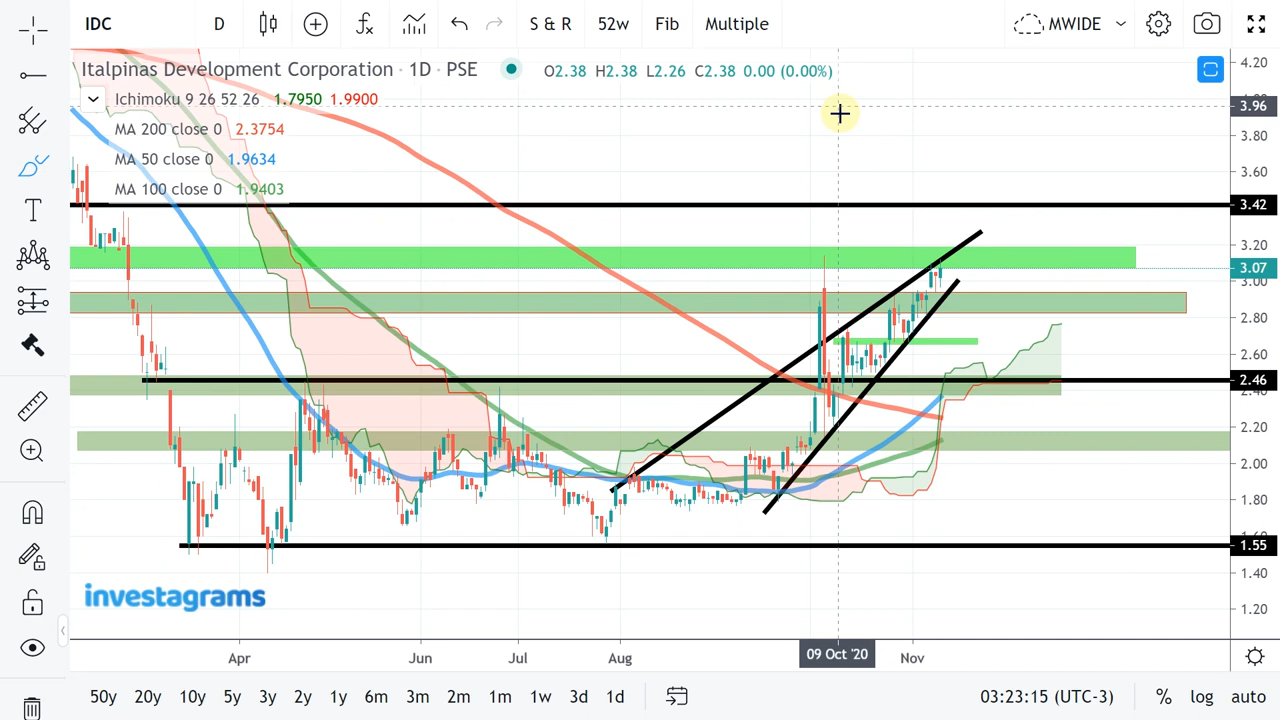 IDC D S & R 52w Fib Multiple MWIDE
Italpinas Development Corporation · 1D · PSE O2.38 H2.38 L2.26 C2.38 0.00 (0.00%)
Ichimoku 9 26 52 26 1.7950 1.9900
MA 200 close 0 2.3754
MA 50 close 0 1.9634
MA 100 close 0 1.9403
4.20
3.96
3.80
3.60
3.42
3.20
3.07
3.00
2.80
2.60
2.46
2.40
2.20
2.00
1.80
1.55
1.40
1.20
investagrams
Apr Jun Jul Aug 09 Oct '20 Nov
50y 20y 10y 5y 3y 2y 1y 6m 3m 2m 1m 1w 3d 1d 03:23:15 (UTC-3) % log auto